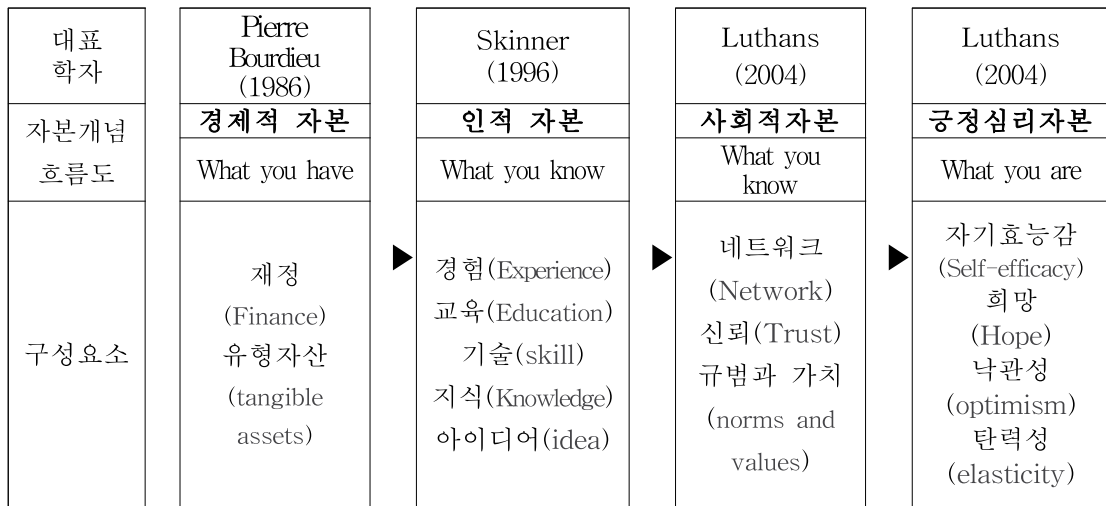 대표
학자
Pierre
Bourdieu
(1986)
Skinner
(1996)
Luthans
(2004)
Luthans
(2004)
자본개념
흐름도
경제적 자본
인적 자본
사회적자본
긍정심리자본
What you have
What you know
What you
know
What you are
구성요소
재정
(Finance)
유형자산
(tangible
assets)
▶
경험(Experience)
교육(Education)
기술(skill)
지식(Knowledge)
아이디어(idea)
▶
네트워크
(Network)
신뢰(Trust)
규범과 가치
(norms and
values)
▶
자기효능감
(Self-efficacy)
희망
(Hope)
낙관성
(optimism)
탄력성
(elasticity)